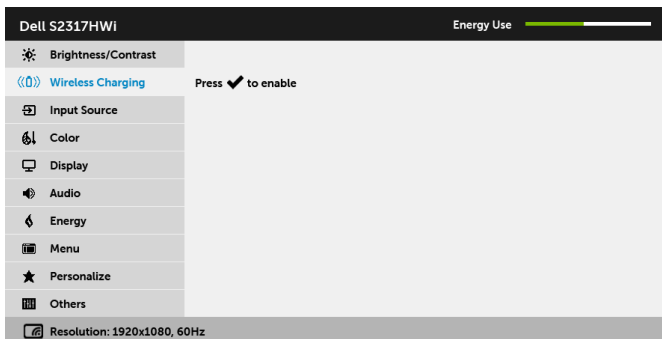 Dell S2317HWi
Energy Use
Brightness/Contrast
Wireless Charging
Press ✔ to enable
Input Source
Color
Display
Audio
Energy
Menu
Personalize
Others
Resolution: 1920x1080, 60Hz